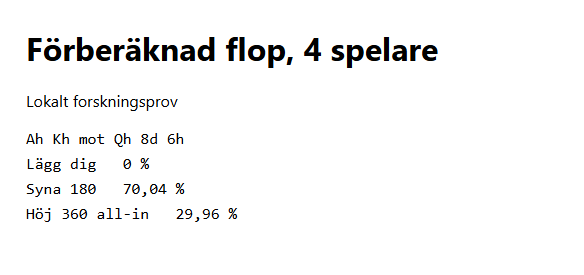 Förberäknad flop, 4 spelare
Lokalt forskningsprov
Ah Kh mot Qh 8d 6h
Lägg dig   0 %
Syna 180   70,04 %
Höj 360 all-in   29,96 %